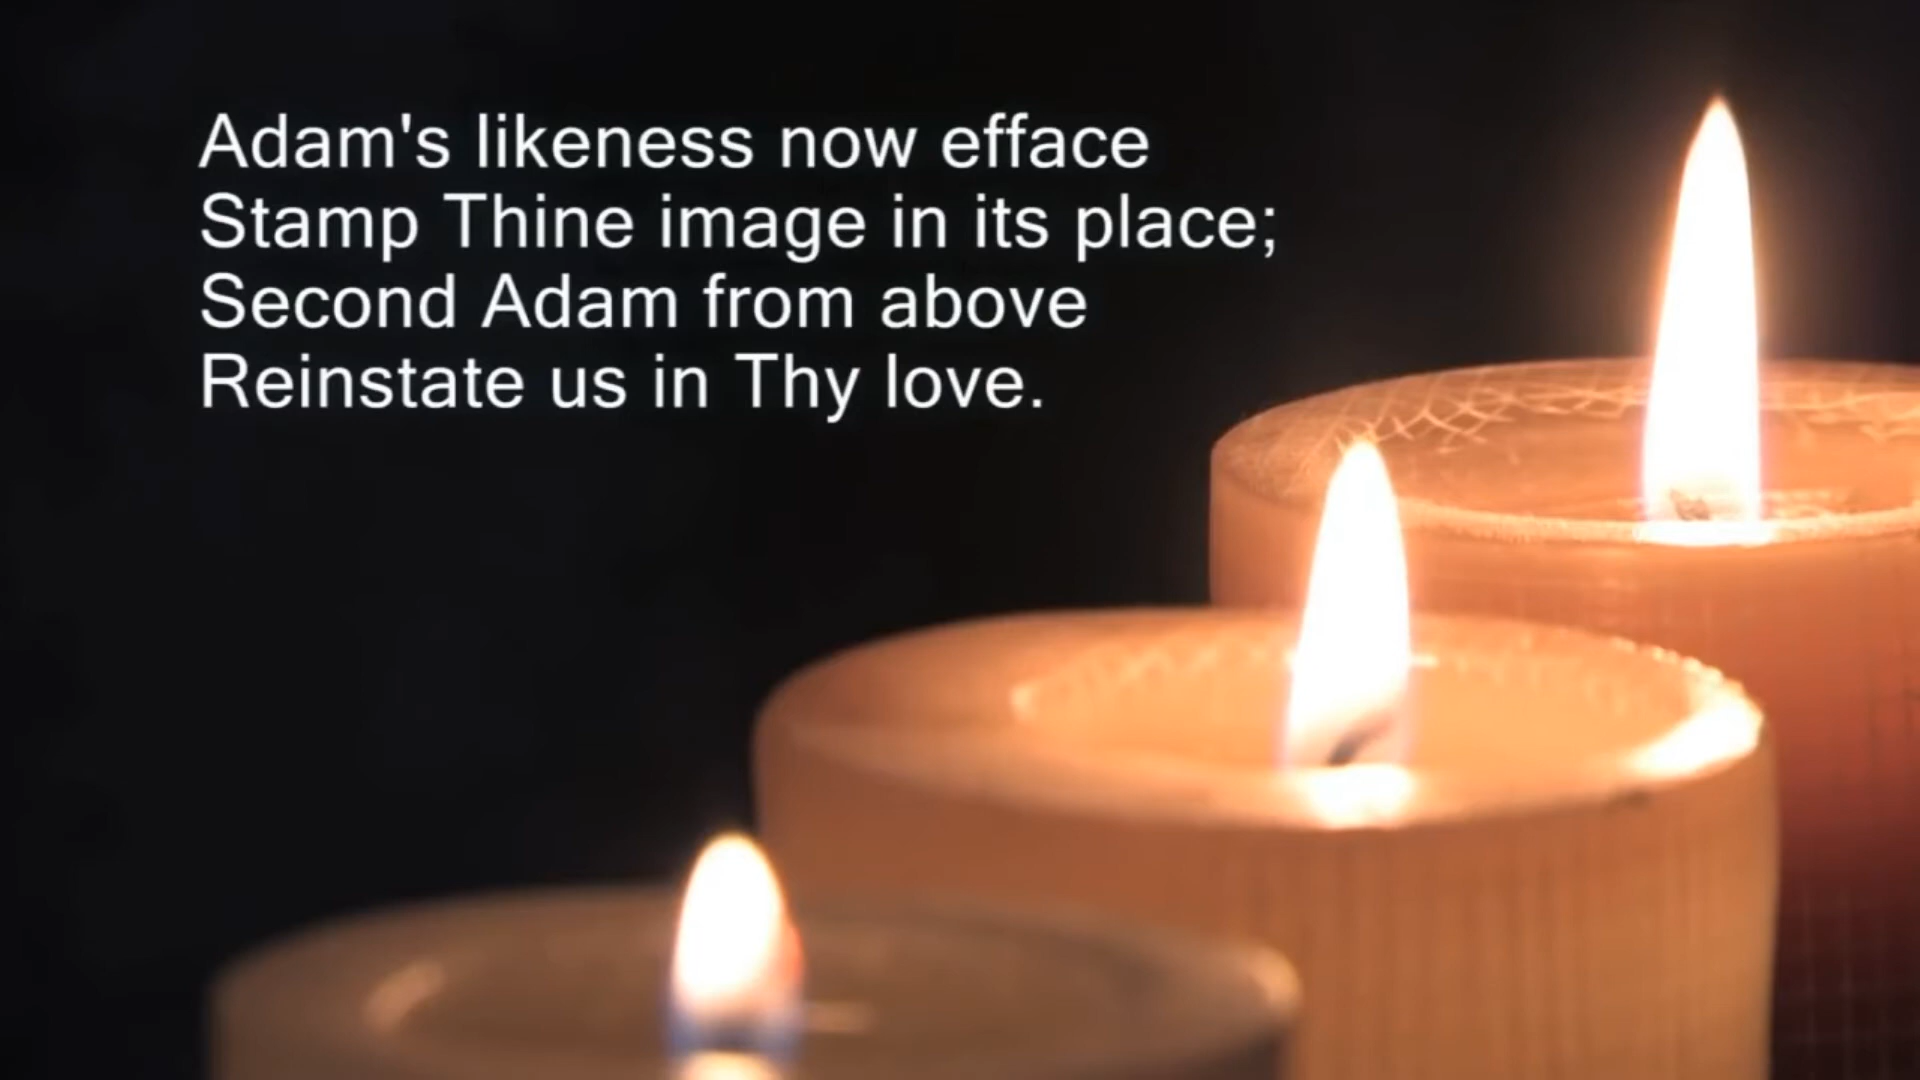 Adam's likeness now efface
Stamp Thine image in its place;
Second Adam from above
Reinstate us in Thy love.